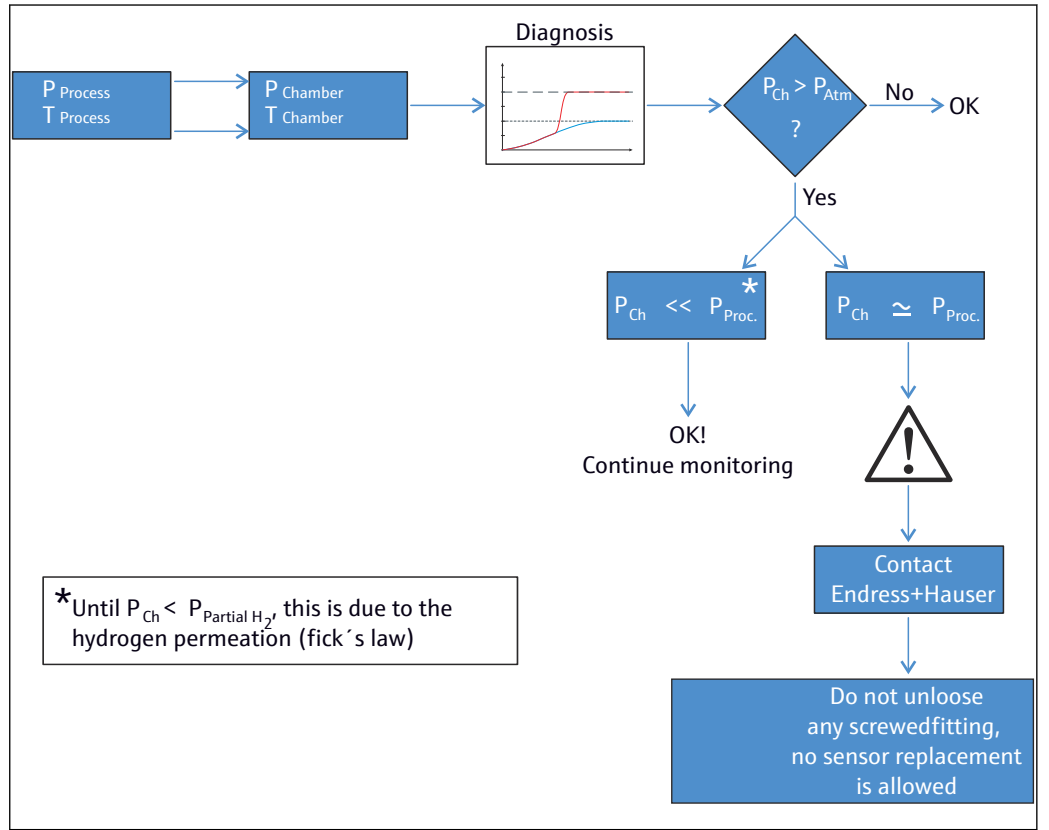 Diagnosis
P Process
T Process
P Chamber
T Chamber
P Ch > P Atm
?
No
OK
Yes
P Ch << P Proc. *
P Ch ≃ P Proc.
OK!
Continue monitoring
!
Contact
Endress+Hauser
*Until P Ch < P Partial H2, this is due to the
hydrogen permeation (fick´s law)
Do not unloose
any screwedfitting,
no sensor replacement
is allowed